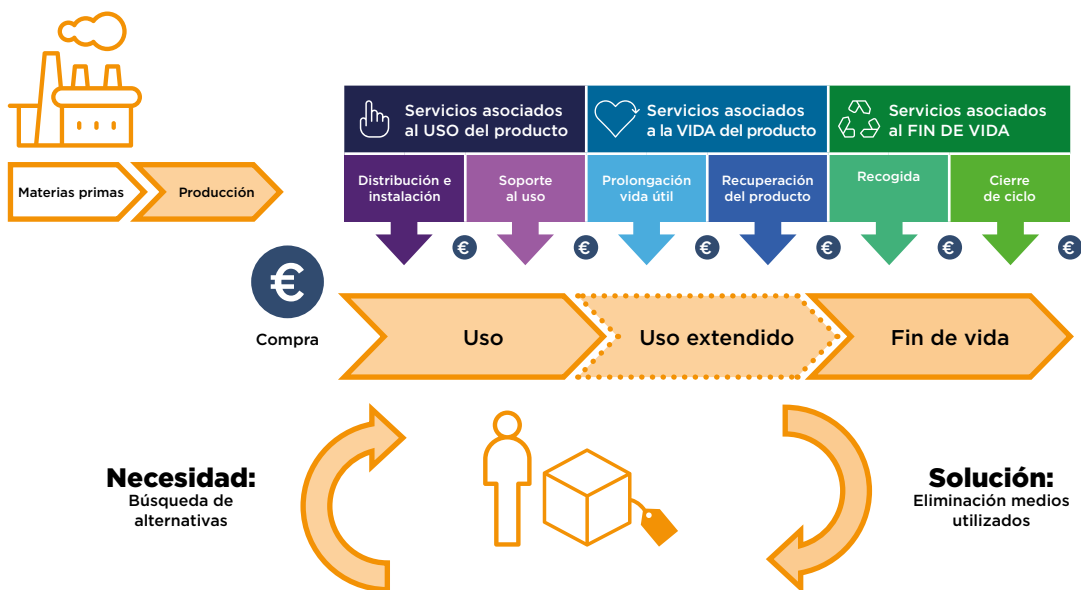 Servicios asociados
al USO del producto
Servicios asociados
a la VIDA del producto
Servicios asociados
al FIN DE VIDA
Materias primas
Producción
Distribución e
instalación
Soporte
al uso
Prolongación
vida útil
Recuperación
del producto
Recogida
Cierre
de ciclo
€
€
€
€
€
€
€
Compra
Uso
Uso extendido
Fin de vida
Necesidad:
Búsqueda de
alternativas
Solución:
Eliminación medios
utilizados